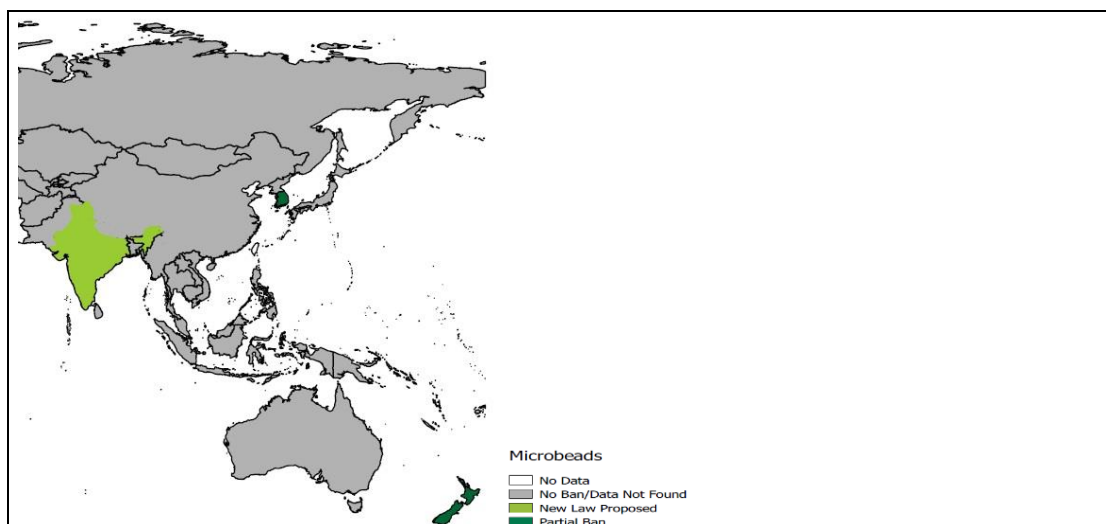 Microbeads
No Data
No Ban/Data Not Found
New Law Proposed
Partial Ban